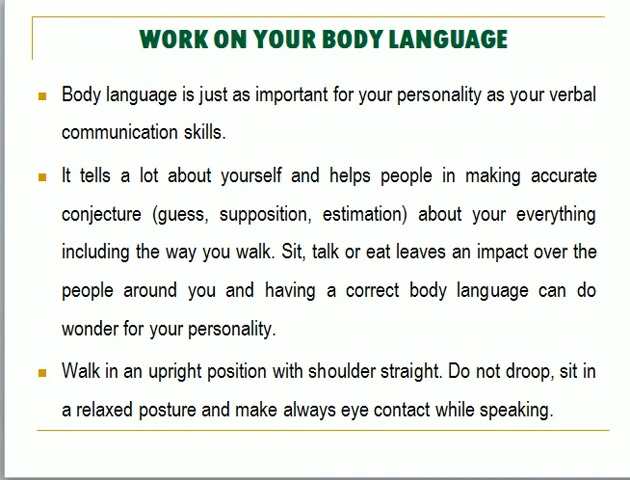 WORK ON YOUR BODY LANGUAGE
Body language is just as important for your personality as your verbal
communication skills.
It tells a lot about yourself and helps people in making accurate
conjecture (guess, supposition, estimation) about your everything
including the way you walk. Sit, talk or eat leaves an impact over the
people around you and having a correct body language can do
wonder for your personality.
Walk in an upright position with shoulder straight. Do not droop, sit in
a relaxed posture and make always eye contact while speaking.